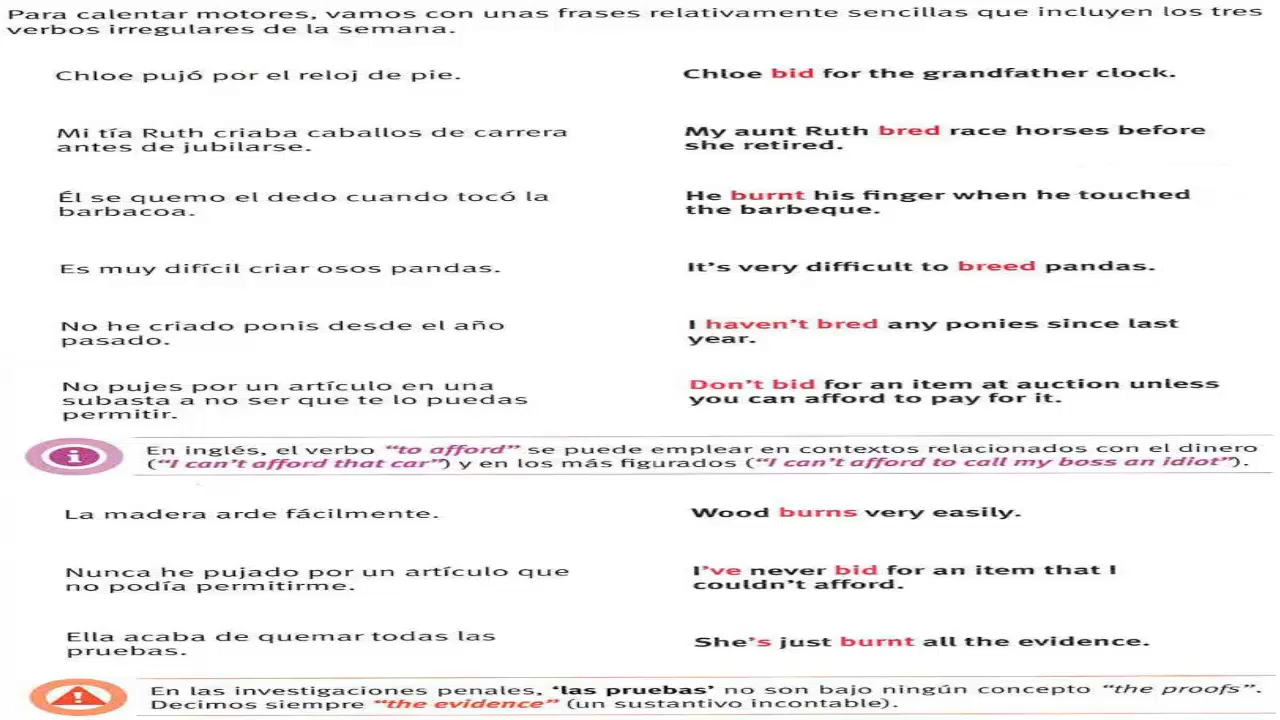 Para calentar motores, vamos con unas frases relativamente sencillas que incluyen los tres
verbos irregulares de la semana.
Chloe pujó por el reloj de pie.
Chloe bid for the grandfather clock.
Mi tía Ruth criaba caballos de carrera
antes de jubilarse.
My aunt Ruth bred race horses before
she retired.
Él se quemo el dedo cuando tocó la
barbacoa.
He burnt his finger when he touched
the barbeque.
Es muy difícil criar osos pandas.
It's very difficult to breed pandas.
No he criado ponis desde el año
pasado.
I haven't bred any ponies since last
year.
No pujes por un artículo en una
subasta a no ser que te lo puedas
permitir.
Don't bid for an item at auction unless
you can afford to pay for it.
En inglés, el verbo "to afford" se puede emplear en contextos relacionados con el dinero
("I can't afford that car") y en los más figurados ("I can't afford to call my boss an idiot").
La madera arde fácilmente.
Wood burns very easily.
Nunca he pujado por un artículo que
no podía permitirme.
I've never bid for an item that I
couldn't afford.
Ella acaba de quemar todas las
pruebas.
She's just burnt all the evidence.
En las investigaciones penales, 'las pruebas' no son bajo ningún concepto "the proofs".
Decimos siempre "the evidence" (un sustantivo incontable).